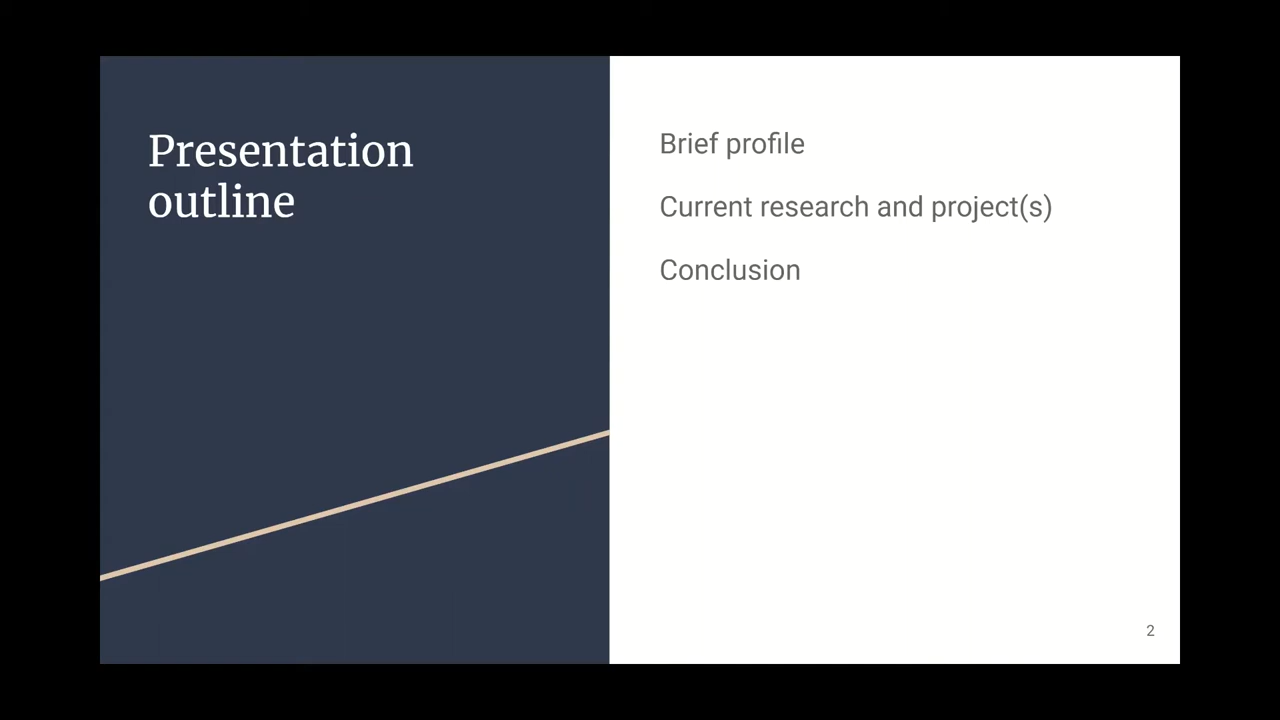 Presentation
outline
Brief profile
Current research and project(s)
Conclusion
2